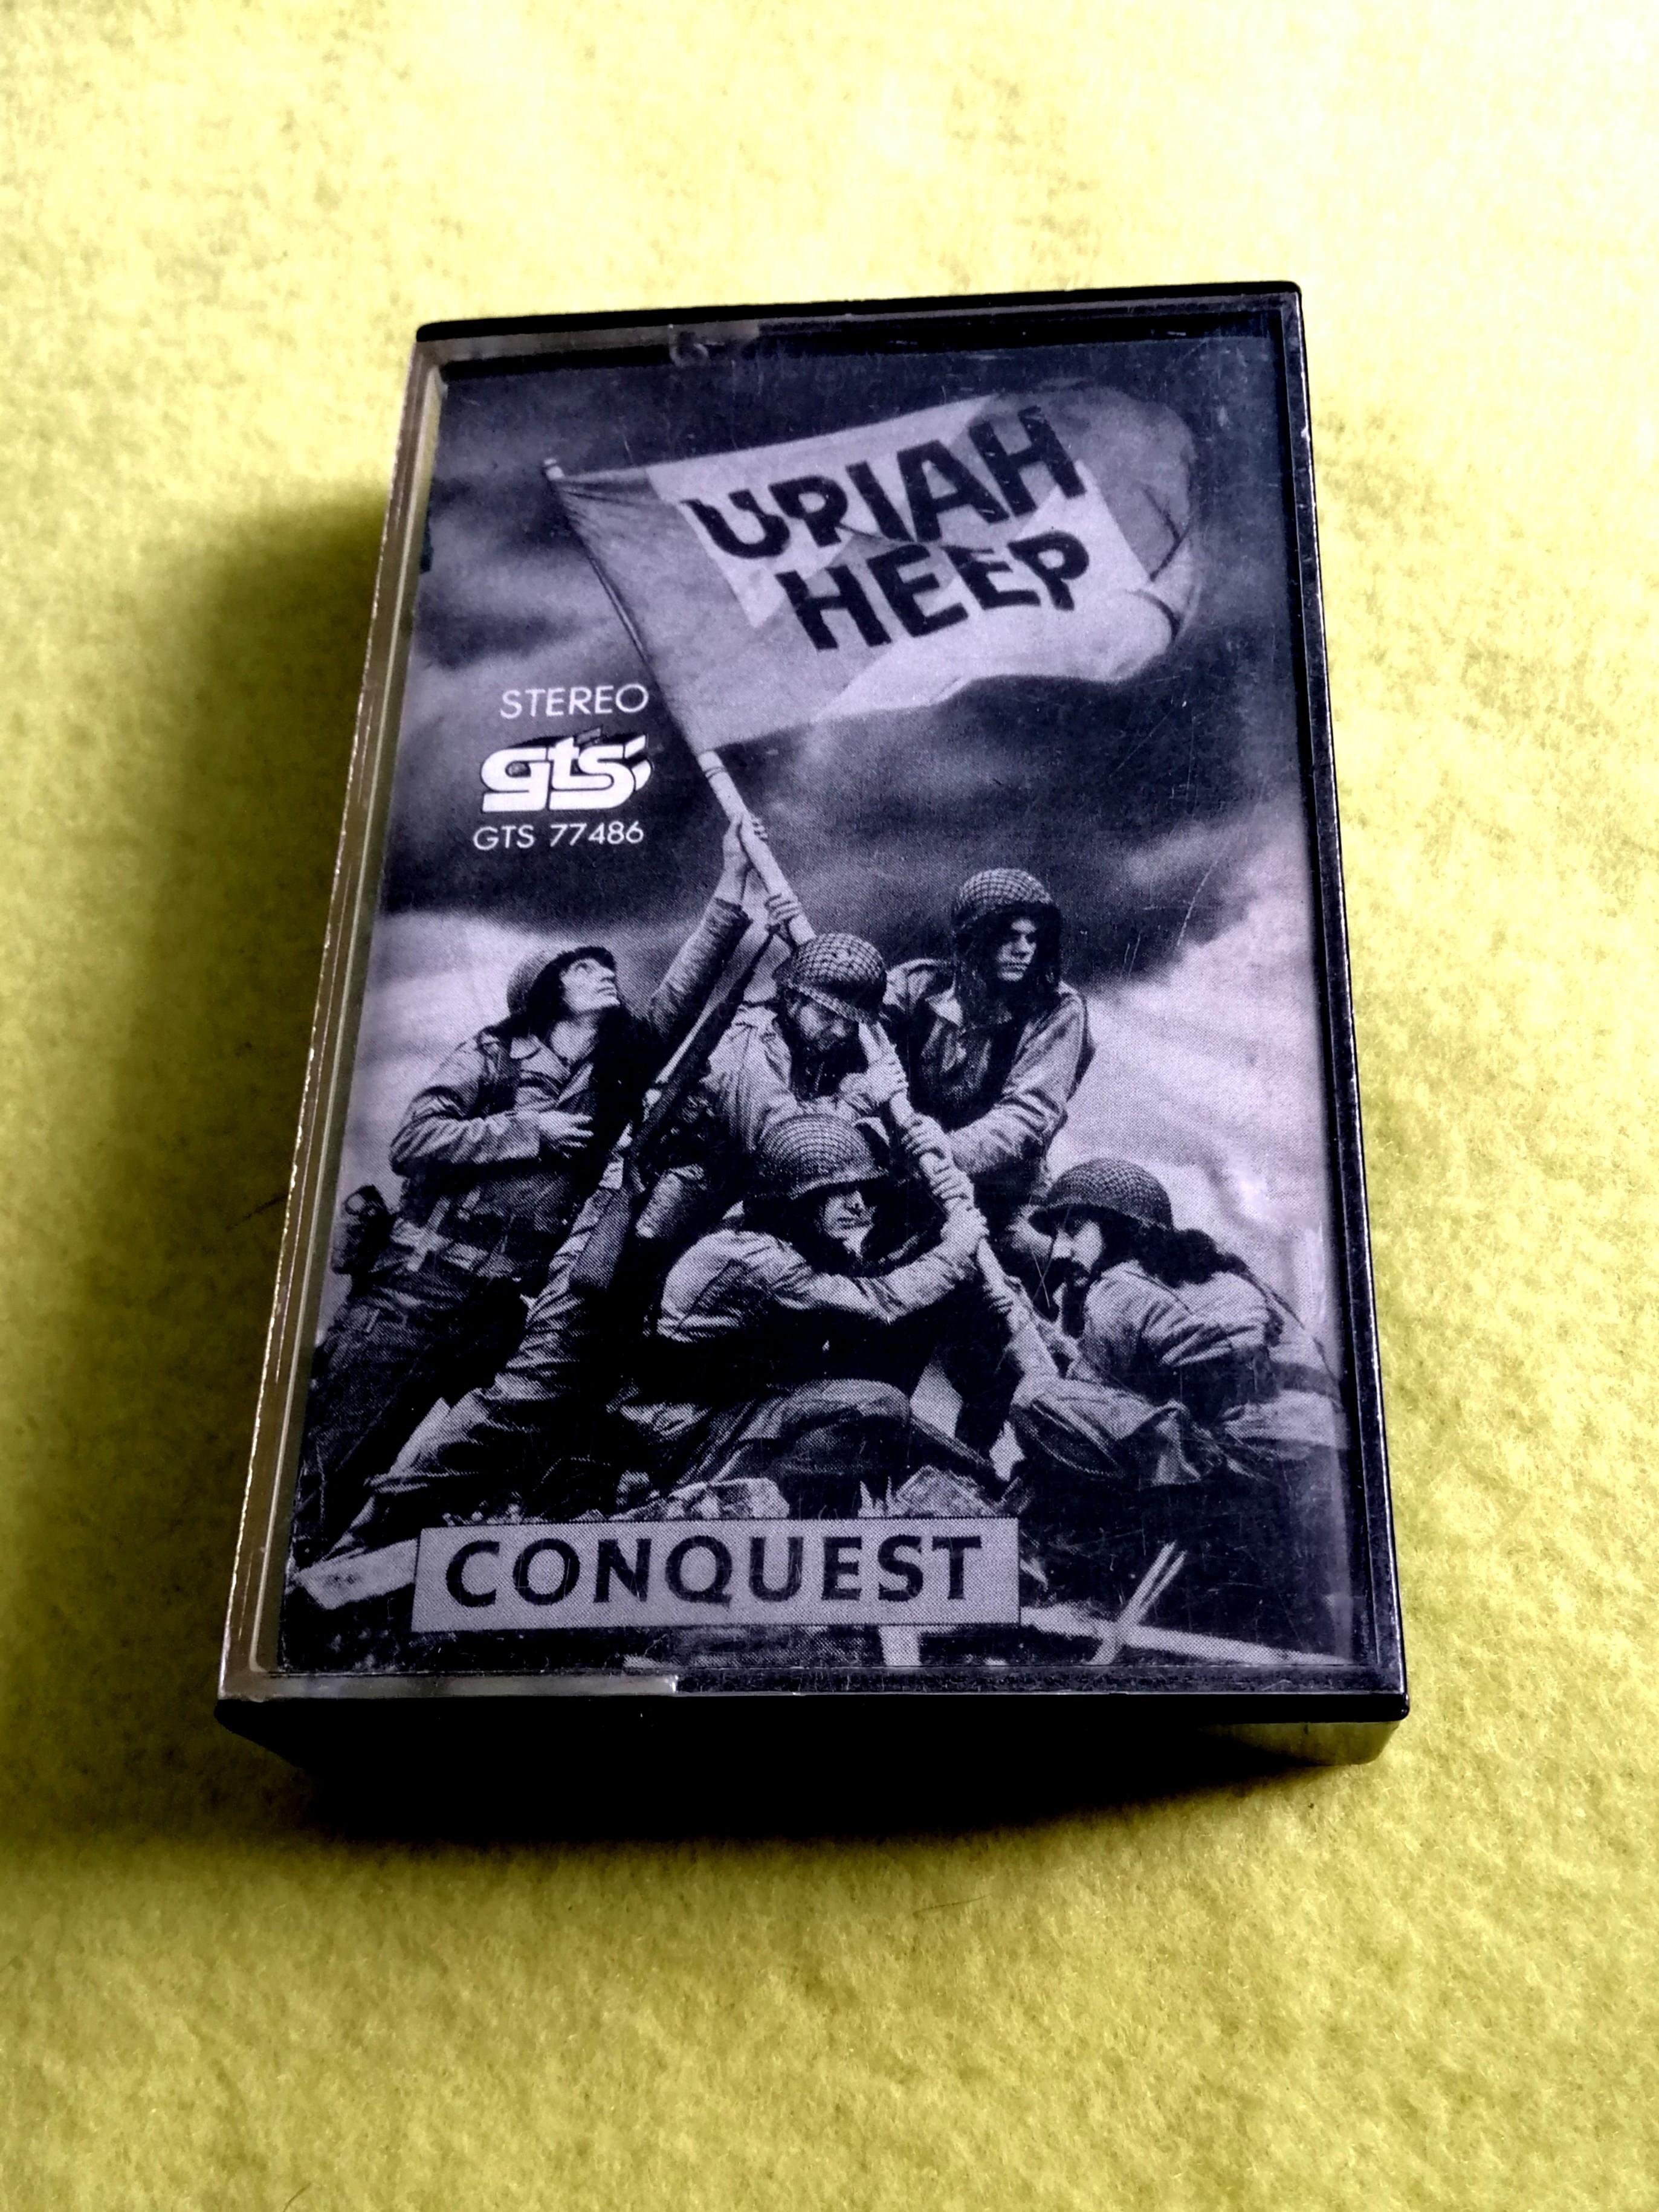 URIAH
HEEP
STEREO
gts
GTS 77486
CONQUEST